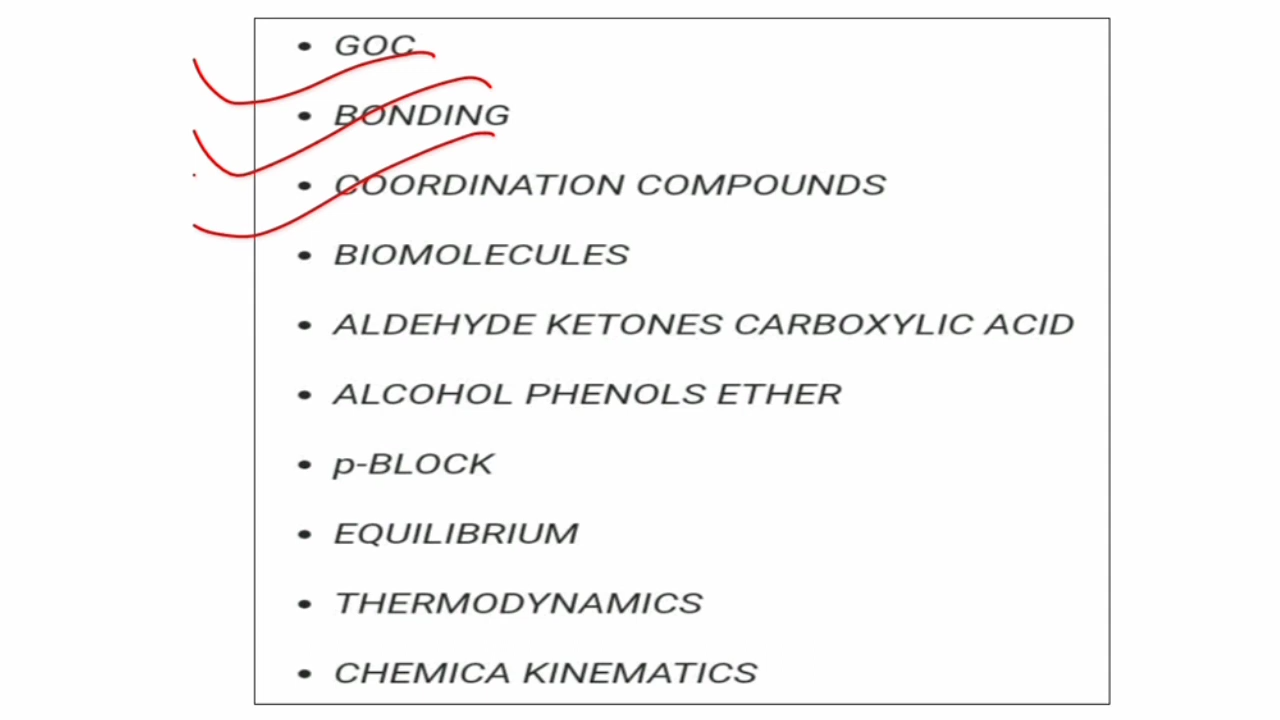 • GOC
• BONDING
• COORDINATION COMPOUNDS
• BIOMOLECULES
• ALDEHYDE KETONES CARBOXYLIC ACID
• ALCOHOL PHENOLS ETHER
• p-BLOCK
• EQUILIBRIUM
• THERMODYNAMICS
• CHEMICA KINEMATICS